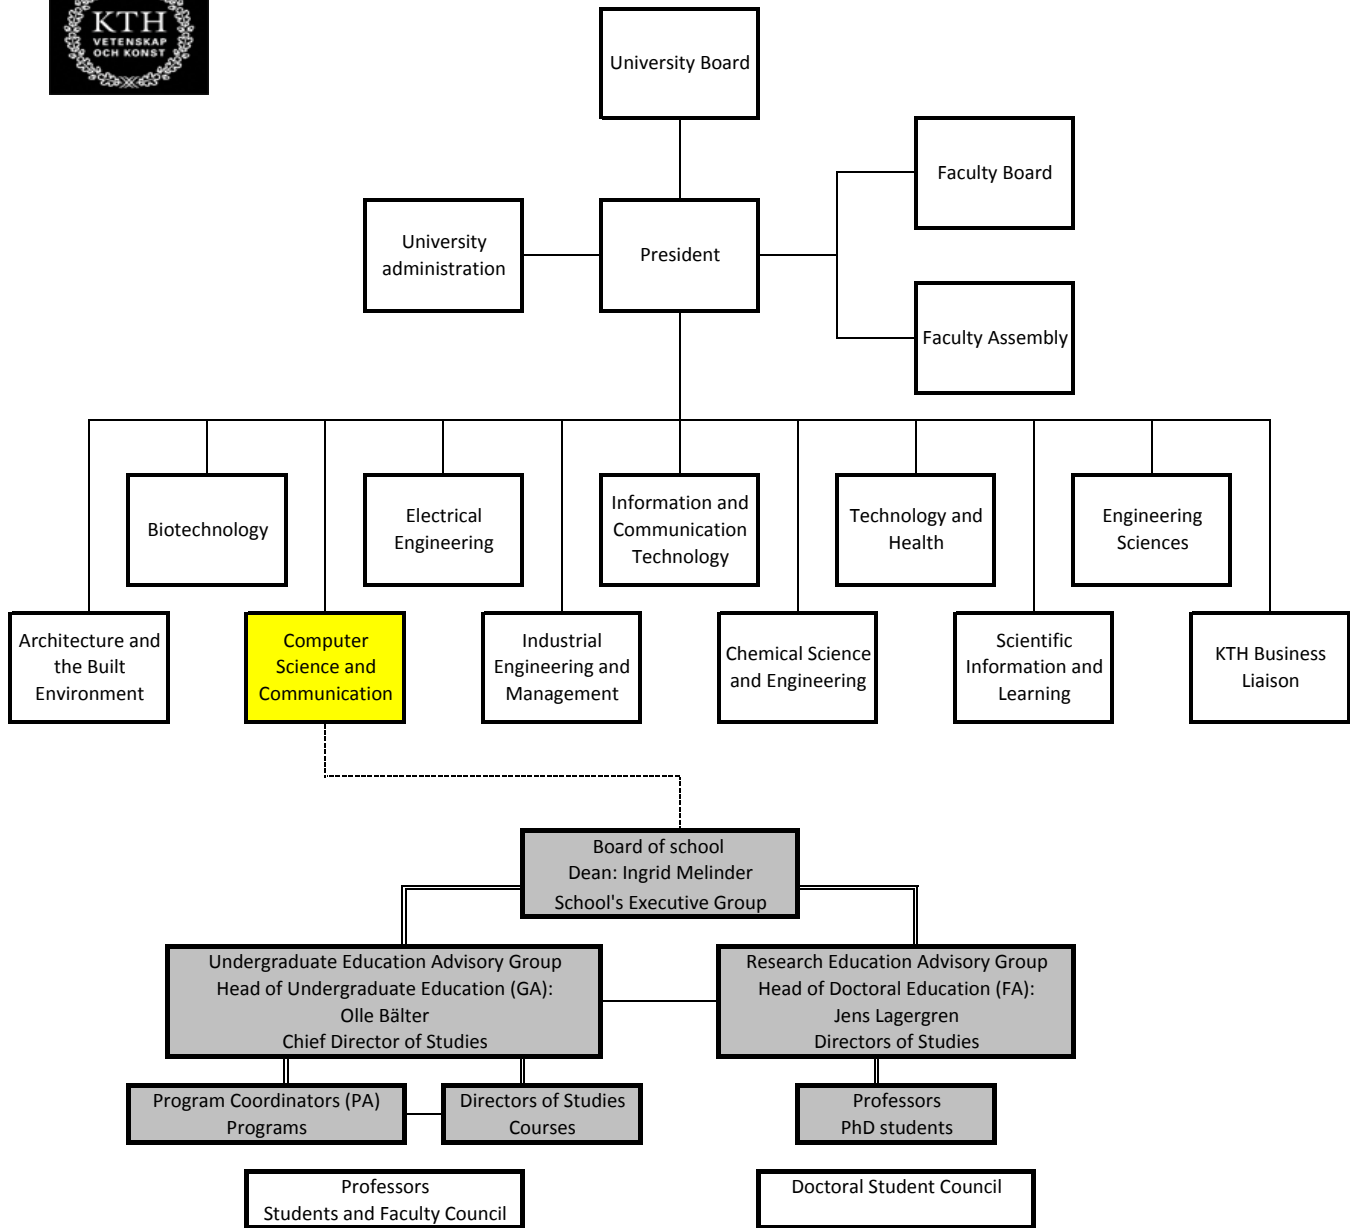 KTH
VETENSKAP
OCH KONST
University Board
Faculty Board
University
administration
President
Faculty Assembly
Biotechnology
Electrical
Engineering
Information and
Communication
Technology
Technology and
Health
Engineering
Sciences
Architecture and
the Built
Environment
Computer
Science and
Communication
Industrial
Engineering and
Management
Chemical Science
and Engineering
Scientific
Information and
Learning
KTH Business
Liaison
Board of school
Dean: Ingrid Melinder
School's Executive Group
Undergraduate Education Advisory Group
Head of Undergraduate Education (GA):
Olle Bälter
Chief Director of Studies
Research Education Advisory Group
Head of Doctoral Education (FA):
Jens Lagergren
Directors of Studies
Program Coordinators (PA)
Programs
Directors of Studies
Courses
Professors
PhD students
Professors
Students and Faculty Council
Doctoral Student Council